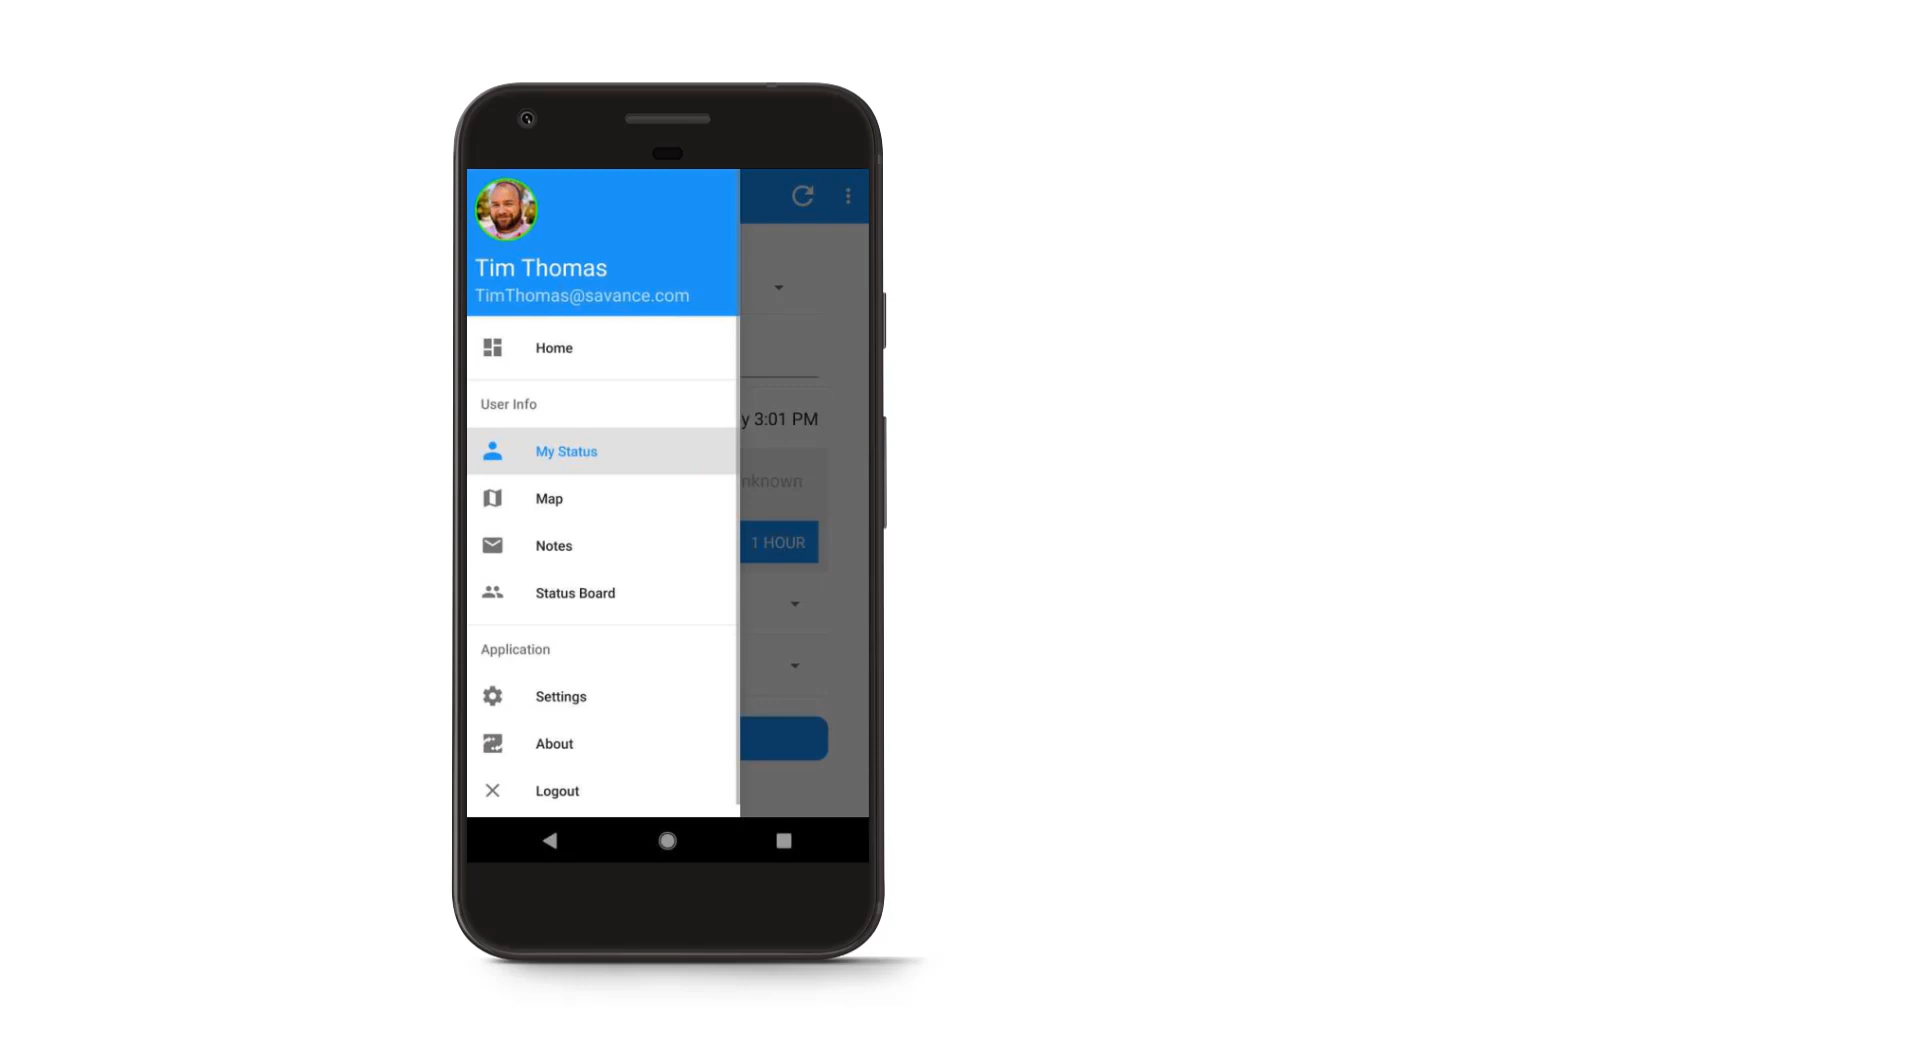 Tim Thomas
TimThomas@savance.com
Home
User Info
My Status
Map
Notes
Status Board
Application
Settings
About
Logout
y 3:01 PM
nknown
1 HOUR